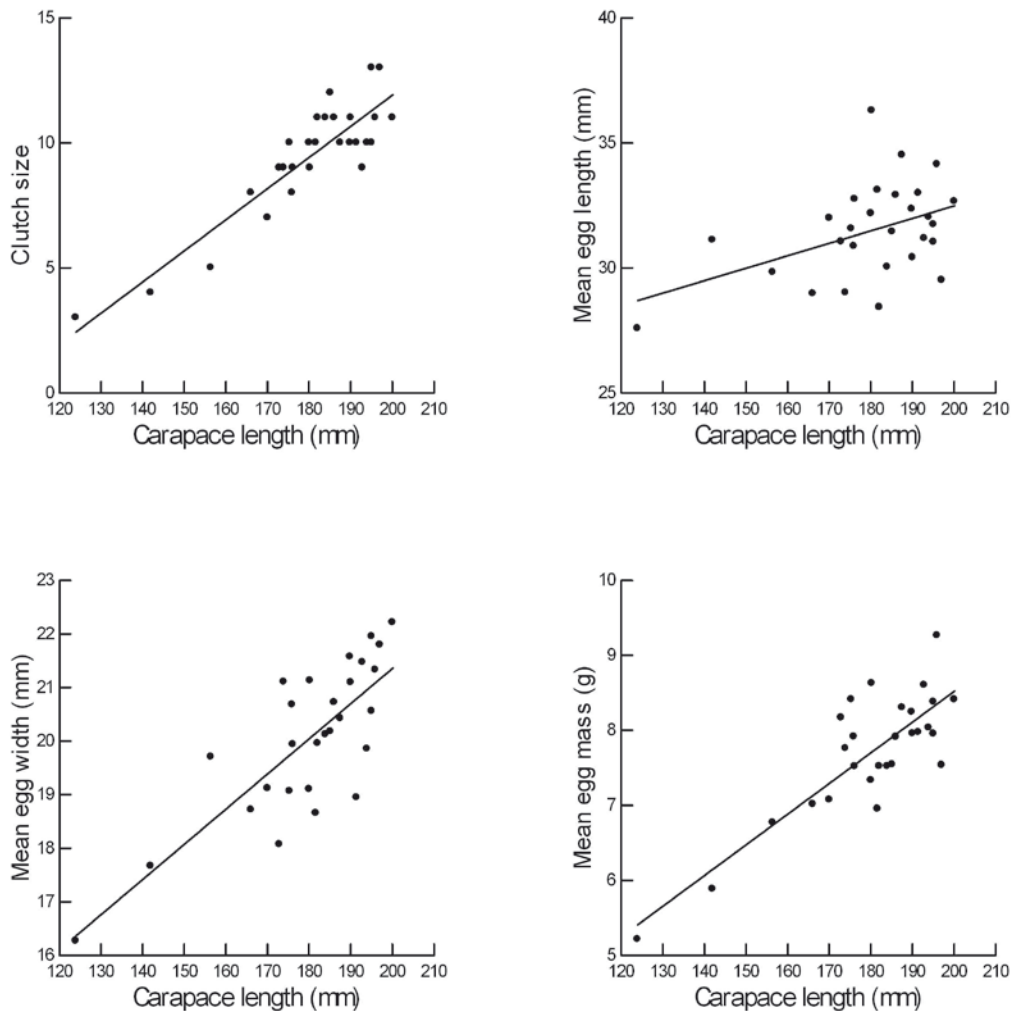 Clutch size
15
10
5
0
120 130 140 150 160 170 180 190 200 210
Carapace length (mm)
Mean egg length (mm)
40
35
30
25
120 130 140 150 160 170 180 190 200 210
Carapace length (mm)
Mean egg width (mm)
23
22
21
20
19
18
17
16
120 130 140 150 160 170 180 190 200 210
Carapace length (mm)
Mean egg mass (g)
10
9
8
7
6
5
120 130 140 150 160 170 180 190 200 210
Carapace length (mm)